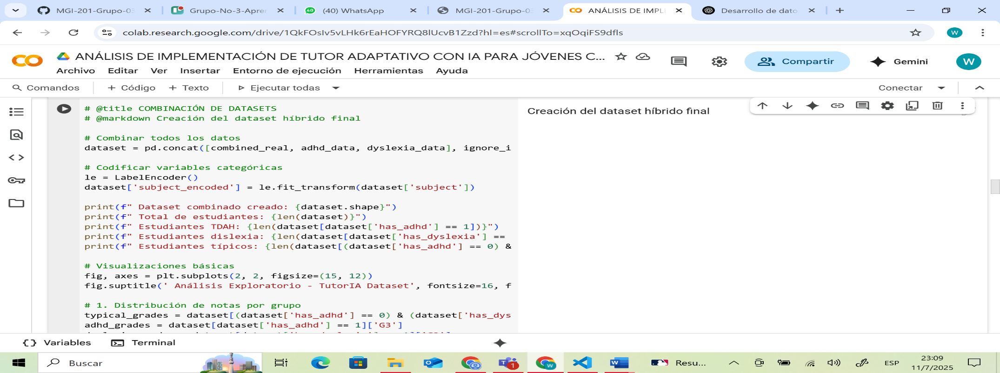 MGI-201-Grupo-03
Grupo-No-3-Apren
(40) WhatsApp
MGI-201-Grupo-03
ANÁLISIS DE IMPL
Desarrollo de dato
colab.research.google.com/drive/1QkFOsIv5vLHk6rEaHOFYRQ8lUcvB1Zzd?hl=es#scrollTo=xqOqiFS9dfIs
W
ANÁLISIS DE IMPLEMENTACIÓN DE TUTOR ADAPTATIVO CON IA PARA JÓVENES C...
Archivo Editar Ver Insertar Entorno de ejecución Herramientas Ayuda
Compartir
Gemini
W
Comandos + Código + Texto Ejecutar todas
Conectar
# @title COMBINACIÓN DE DATASETS
# @markdown Creación del dataset híbrido final
# Combinar todos los datos
dataset = pd.concat([combined_real, adhd_data, dyslexia_data], ignore_i
# Codificar variables categóricas
le = LabelEncoder()
dataset['subject_encoded'] = le.fit_transform(dataset['subject'])
print(f" Dataset combinado creado: {dataset.shape}")
print(f" Total de estudiantes: {len(dataset)}")
print(f" Estudiantes TDAH: {len(dataset[dataset['has_adhd'] == 1])}")
print(f" Estudiantes dislexia: {len(dataset[dataset['has_dyslexia'] ==
print(f" Estudiantes típicos: {len(dataset[(dataset['has_adhd'] == 0) &
# Visualizaciones básicas
fig, axes = plt.subplots(2, 2, figsize=(15, 12))
fig.suptitle(' Análisis Exploratorio - TutorIA Dataset', fontsize=16, f
# 1. Distribución de notas por grupo
typical_grades = dataset[(dataset['has_adhd'] == 0) & (dataset['has_dys
adhd_grades = dataset[dataset['has_adhd'] == 1]['G3']
Creación del dataset híbrido final
Variables
Terminal
Buscar
Resu...
ESP
23:09
11/7/2025